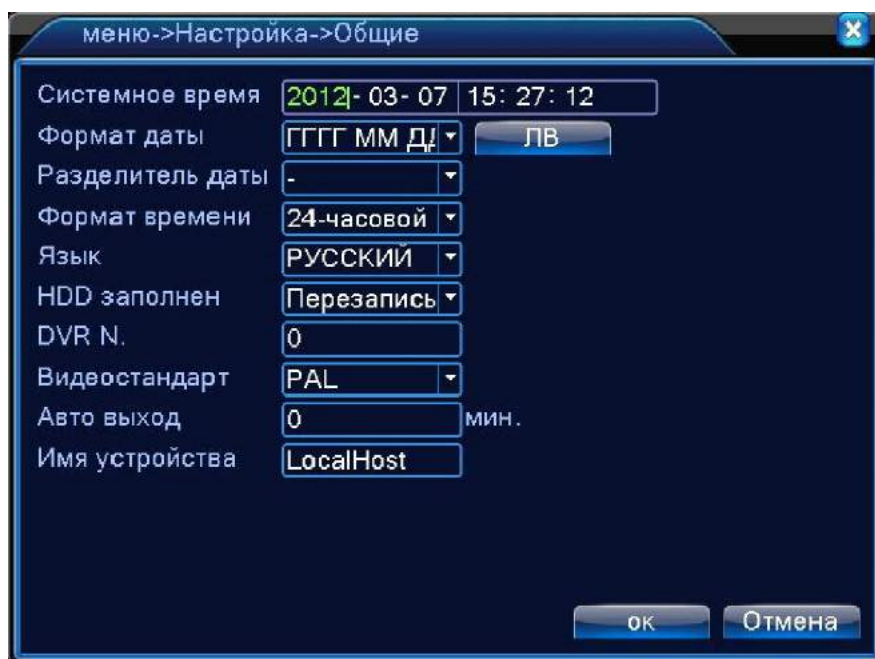 меню->Настройка->Общие
Системное время 2012- 03- 07 15: 27: 12
Формат даты ГГГГ ММ ДД ЛВ
Разделитель даты -
Формат времени 24-часовой
Язык РУССКИЙ
HDD заполнен Перезапись
DVR N. 0
Видеостандарт PAL
Авто выход 0 мин.
Имя устройства LocalHost
ок Отмена